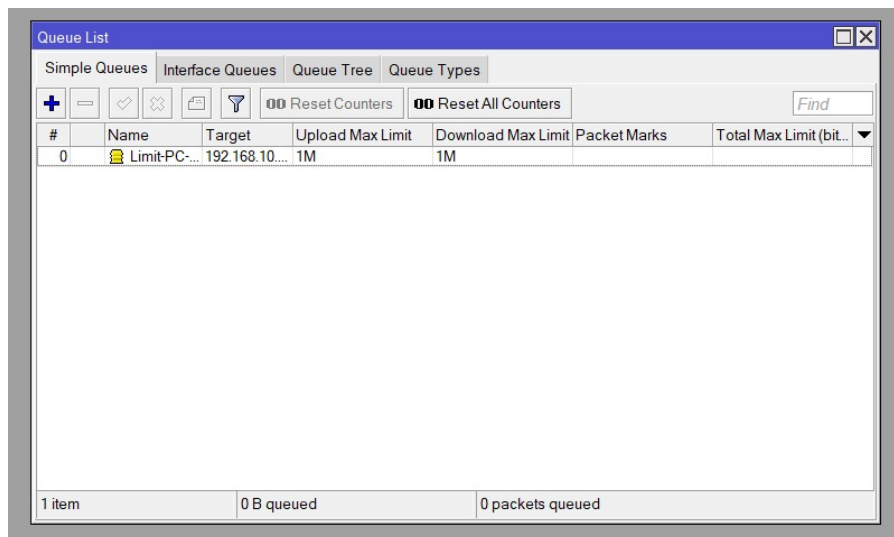 Queue List
Simple Queues Interface Queues Queue Tree Queue Types
00 Reset Counters 00 Reset All Counters Find
# Name Target Upload Max Limit Download Max Limit Packet Marks Total Max Limit (bit...
0 Limit-PC-... 192.168.10.... 1M 1M
1 item 0 B queued 0 packets queued